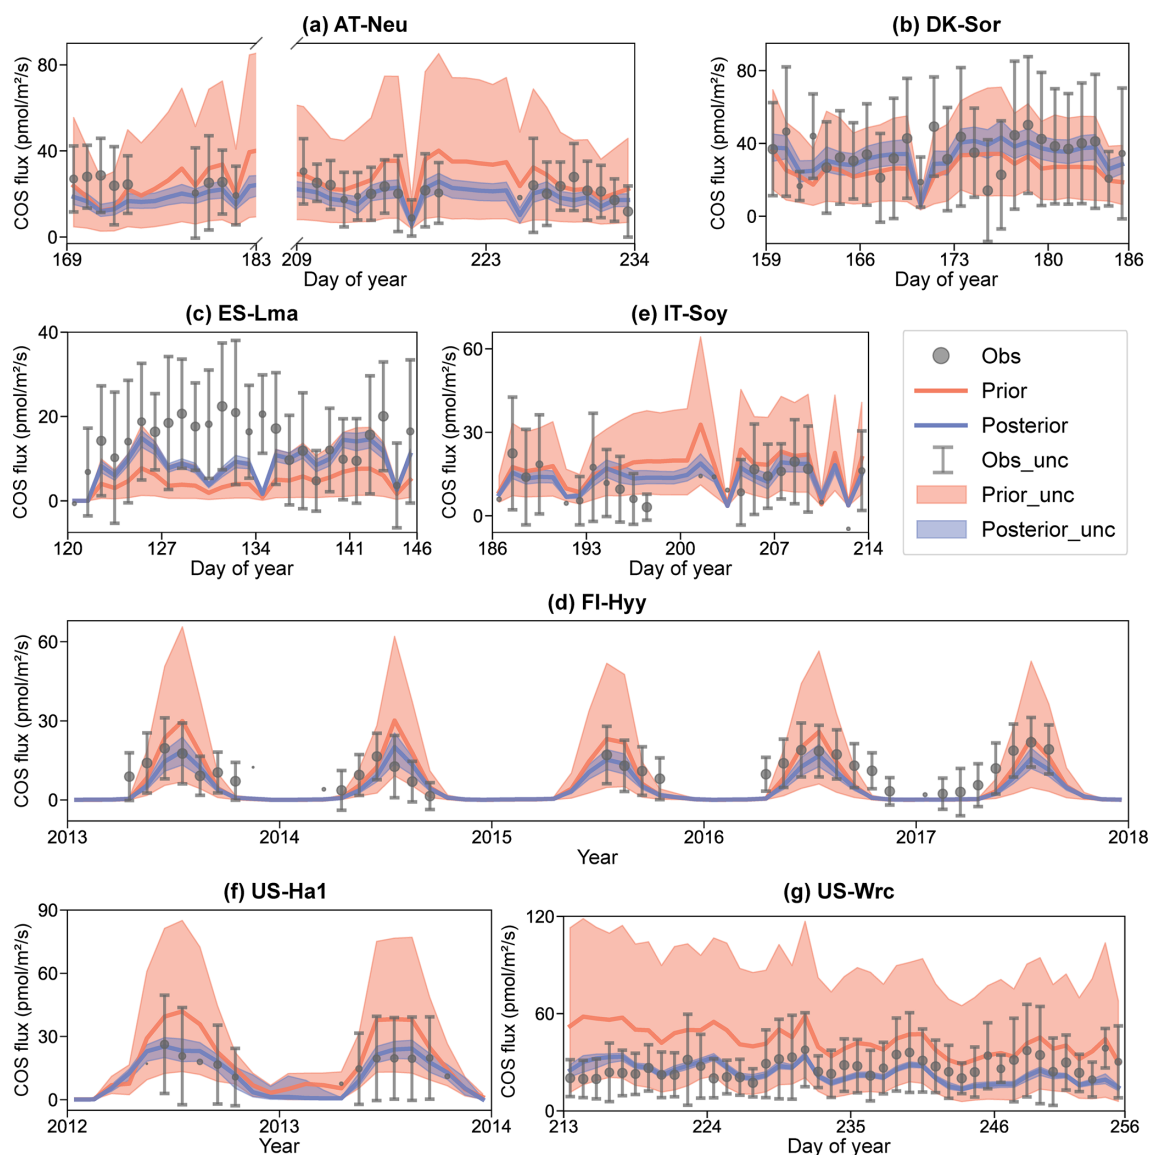 (a) AT-Neu
COS flux (pmol/m²/s)
80
40
0
169
183
209
223
234
Day of year
(b) DK-Sor
COS flux (pmol/m²/s)
80
40
0
159
166
173
180
186
Day of year
(c) ES-Lma
COS flux (pmol/m²/s)
40
20
0
120
127
134
141
146
Day of year
(e) IT-Soy
COS flux (pmol/m²/s)
60
30
0
186
193
200
207
214
Day of year
Obs
Prior
Posterior
Obs_unc
Prior_unc
Posterior_unc
(d) FI-Hyy
COS flux (pmol/m²/s)
60
30
0
2013
2014
2015
2016
2017
2018
Year
(f) US-Ha1
COS flux (pmol/m²/s)
90
60
30
0
2012
2013
2014
Year
(g) US-Wrc
COS flux (pmol/m²/s)
120
60
0
213
224
235
246
256
Day of year